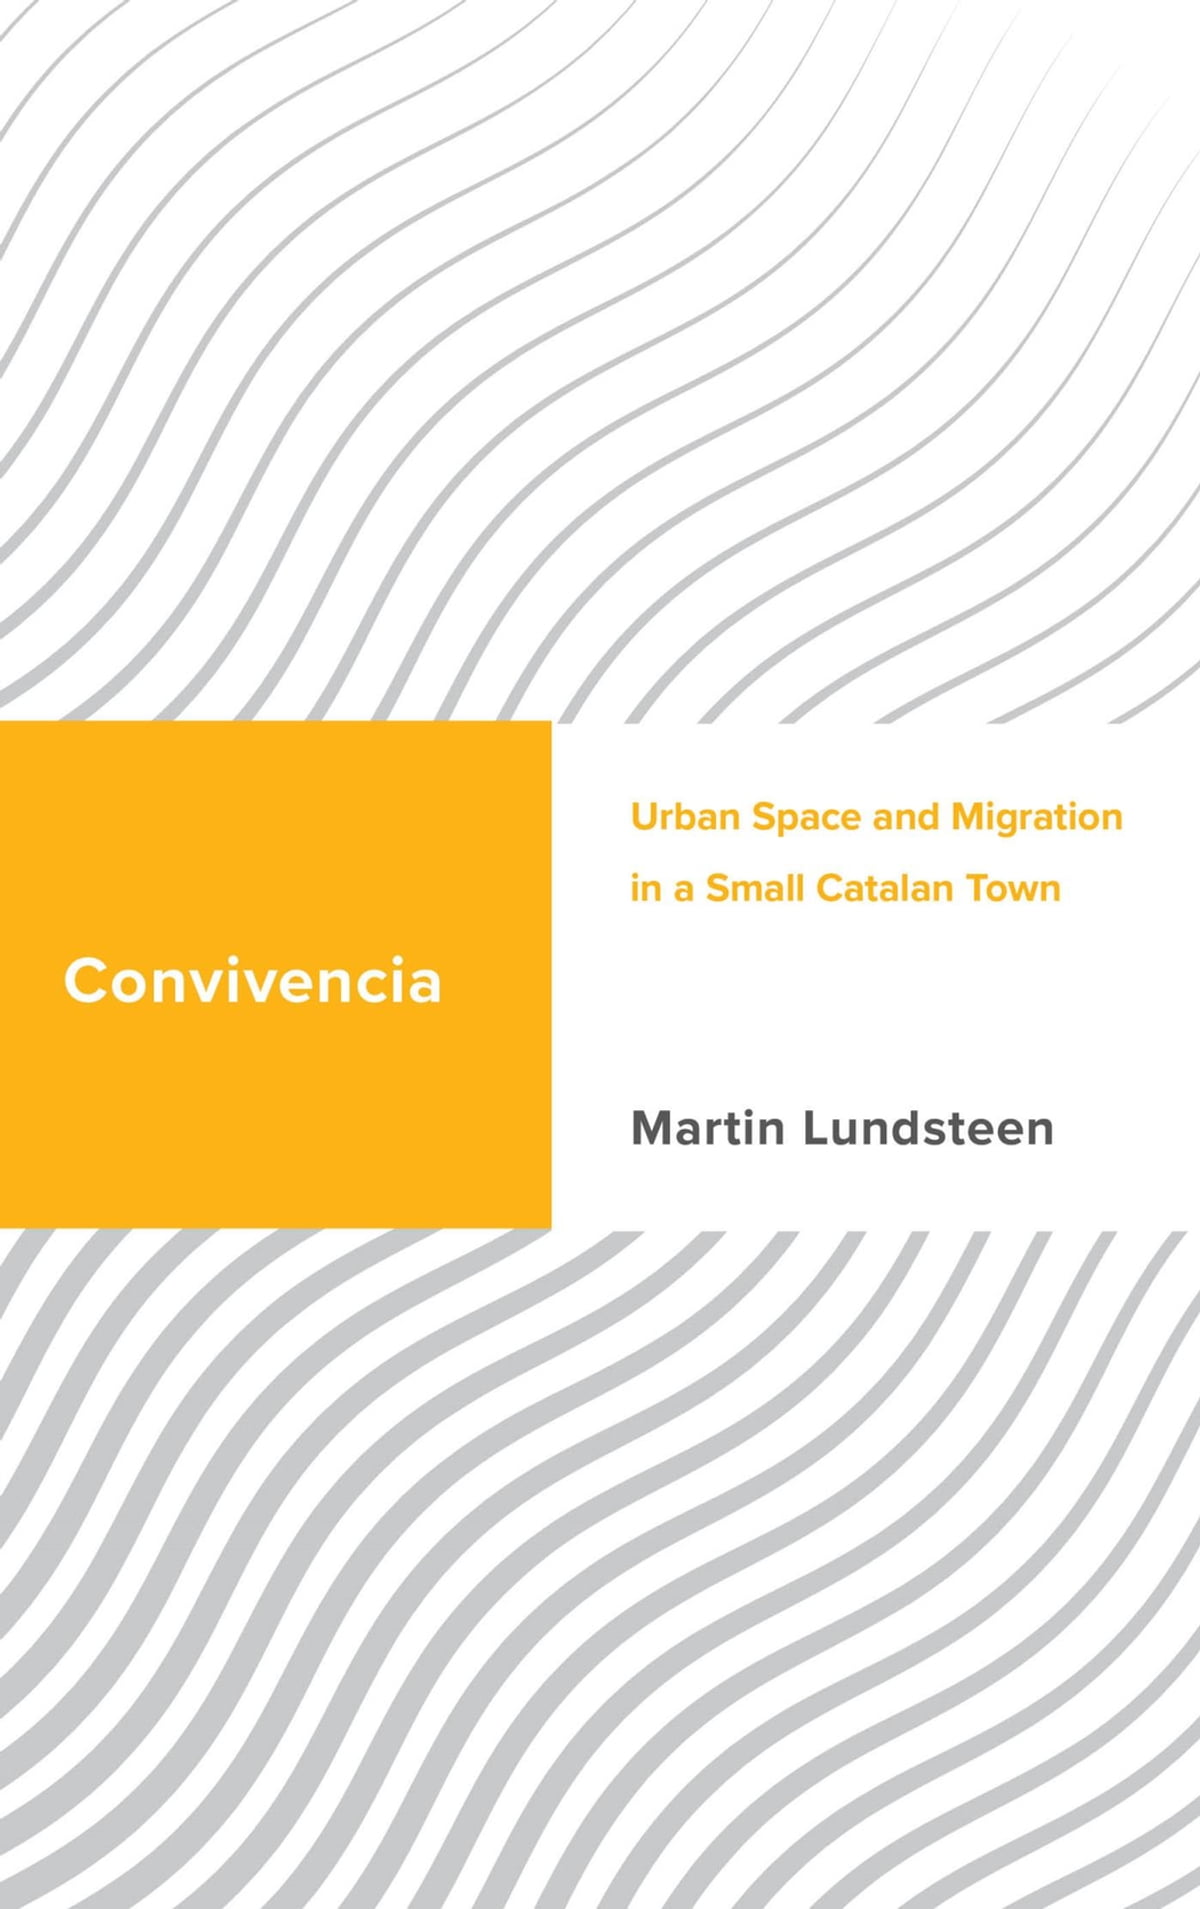 Convivencia
Urban Space and Migration
in a Small Catalan Town
Martin Lundsteen